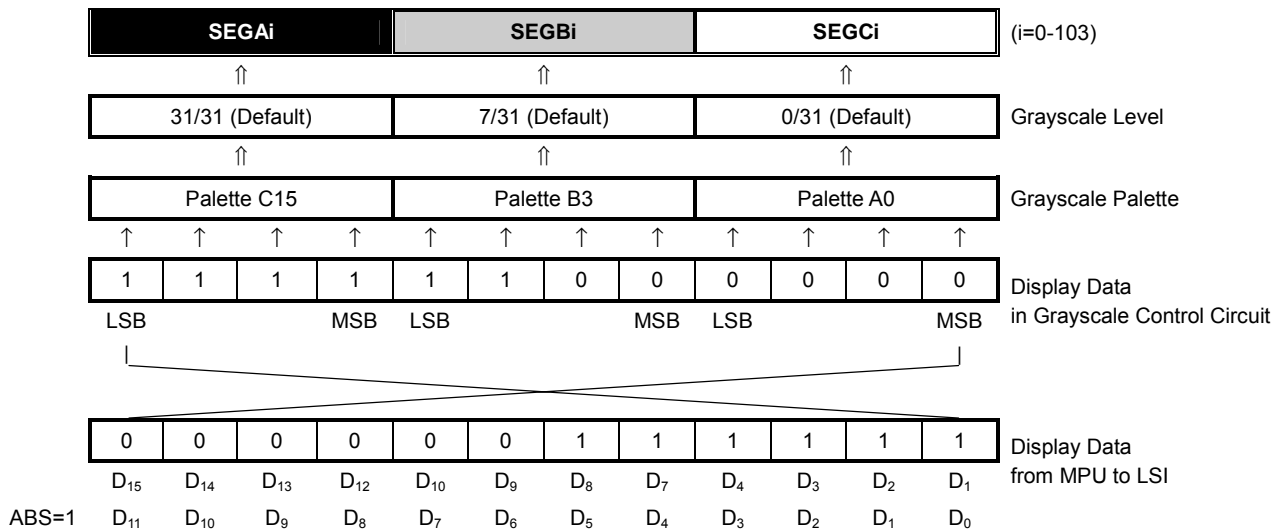 SEGAi SEGBi SEGCi (i=0-103)
⇑ ⇑ ⇑
31/31 (Default) 7/31 (Default) 0/31 (Default) Grayscale Level
⇑ ⇑ ⇑
Palette C15 Palette B3 Palette A0 Grayscale Palette
↑ ↑ ↑ ↑ ↑ ↑ ↑ ↑ ↑ ↑ ↑ ↑
1 1 1 1 1 1 0 0 0 0 0 0 Display Data
in Grayscale Control Circuit
LSB MSB LSB MSB LSB MSB
0 0 0 0 0 0 1 1 1 1 1 1 Display Data
from MPU to LSI
D15 D14 D13 D12 D10 D9 D8 D7 D4 D3 D2 D1
ABS=1 D11 D10 D9 D8 D7 D6 D5 D4 D3 D2 D1 D0